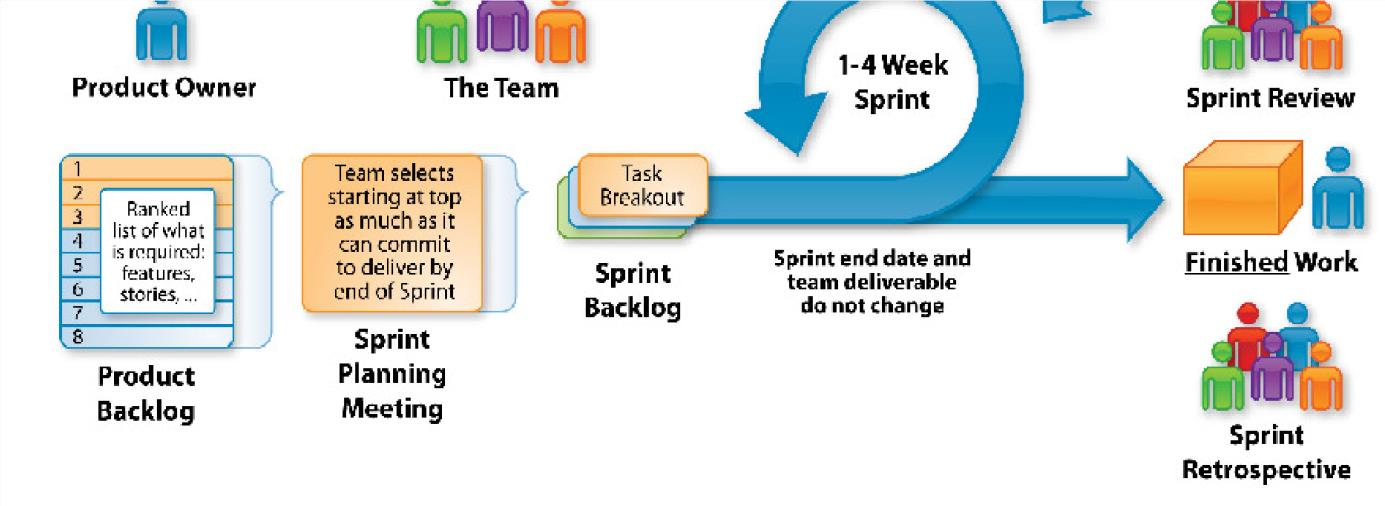 Product Owner
The Team
1-4 Week
Sprint
Sprint Review
1
2
3
4
5
6
7
8
Ranked
list of what
is required:
features,
stories, ...
Product
Backlog
Team selects
starting at top
as much as it
can commit
to deliver by
end of Sprint
Sprint
Planning
Meeting
Task
Breakout
Sprint
Backlog
Sprint end date and
team deliverable
do not change
Finished Work
Sprint
Retrospective